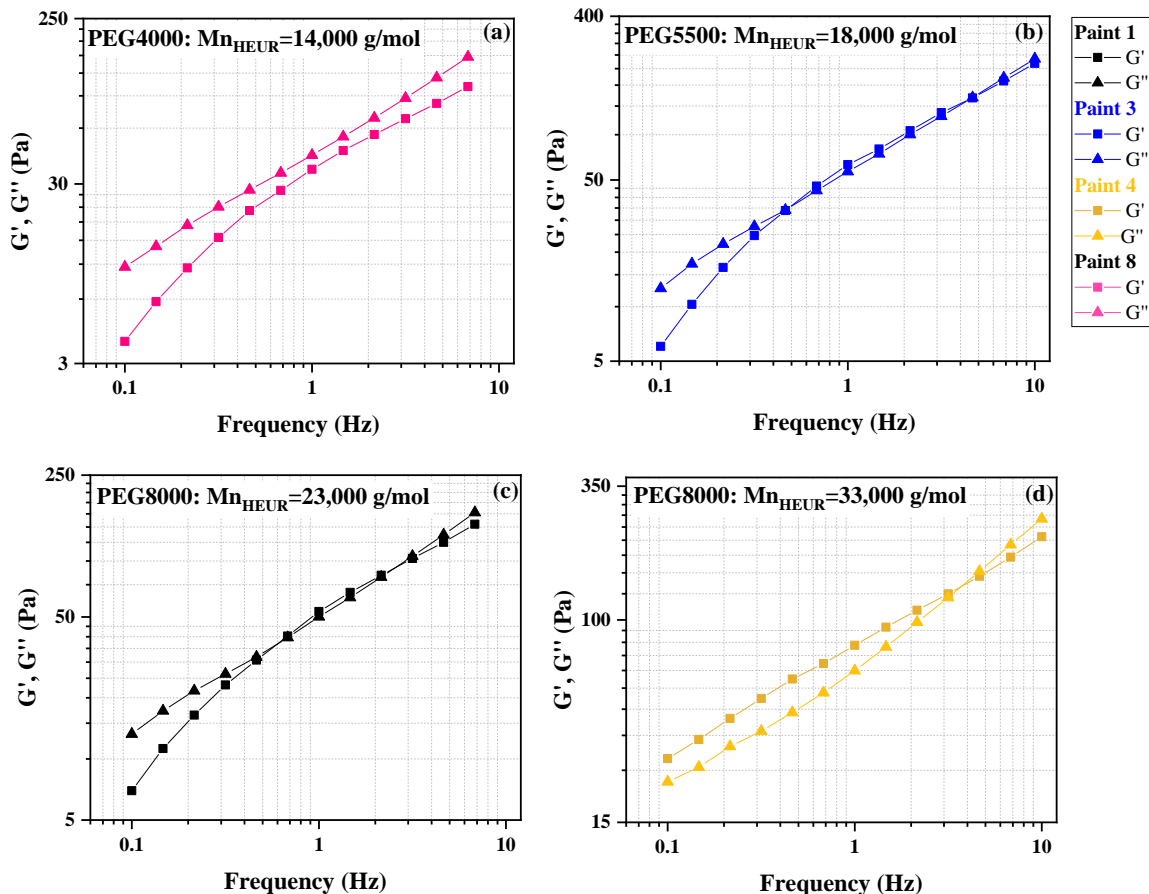 250
PEG4000: Mn_HEUR=14,000 g/mol
(a)
G', G'' (Pa)
30
3
0.1
1
10
Frequency (Hz)
400
PEG5500: Mn_HEUR=18,000 g/mol
(b)
G', G'' (Pa)
50
5
0.1
1
10
Frequency (Hz)
Paint 1
G'
G''
Paint 3
G'
G''
Paint 4
G'
G''
Paint 8
G'
G''
250
PEG8000: Mn_HEUR=23,000 g/mol
(c)
G', G'' (Pa)
50
5
0.1
1
10
Frequency (Hz)
350
PEG8000: Mn_HEUR=33,000 g/mol
(d)
G', G'' (Pa)
100
15
0.1
1
10
Frequency (Hz)